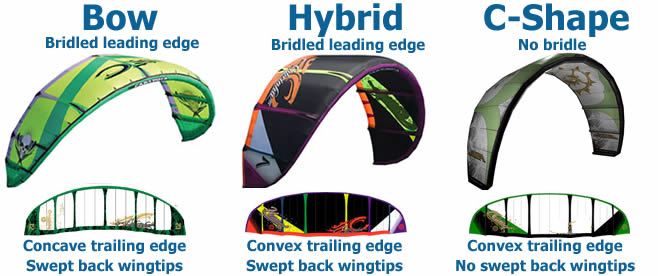 Bow
Bridled leading edge
Concave trailing edge
Swept back wingtips
Hybrid
Bridled leading edge
Convex trailing edge
Swept back wingtips
C-Shape
No bridle
Convex trailing edge
No swept back wingtips